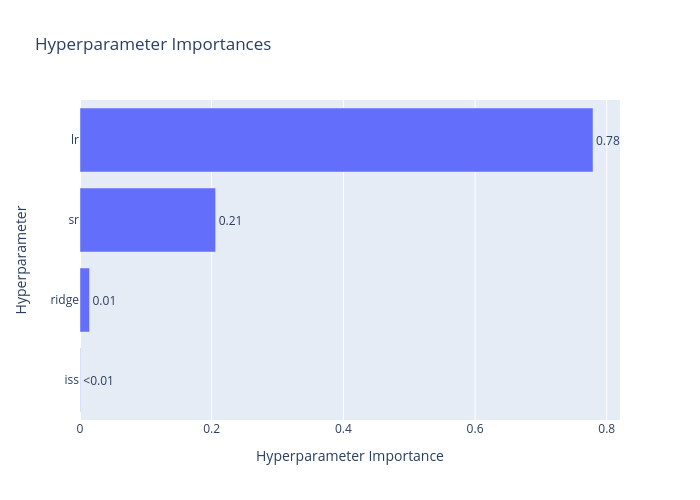 Hyperparameter Importances
Hyperparameter
lr
0.78
sr
0.21
ridge
0.01
iss
<0.01
0
0.2
0.4
0.6
0.8
Hyperparameter Importance